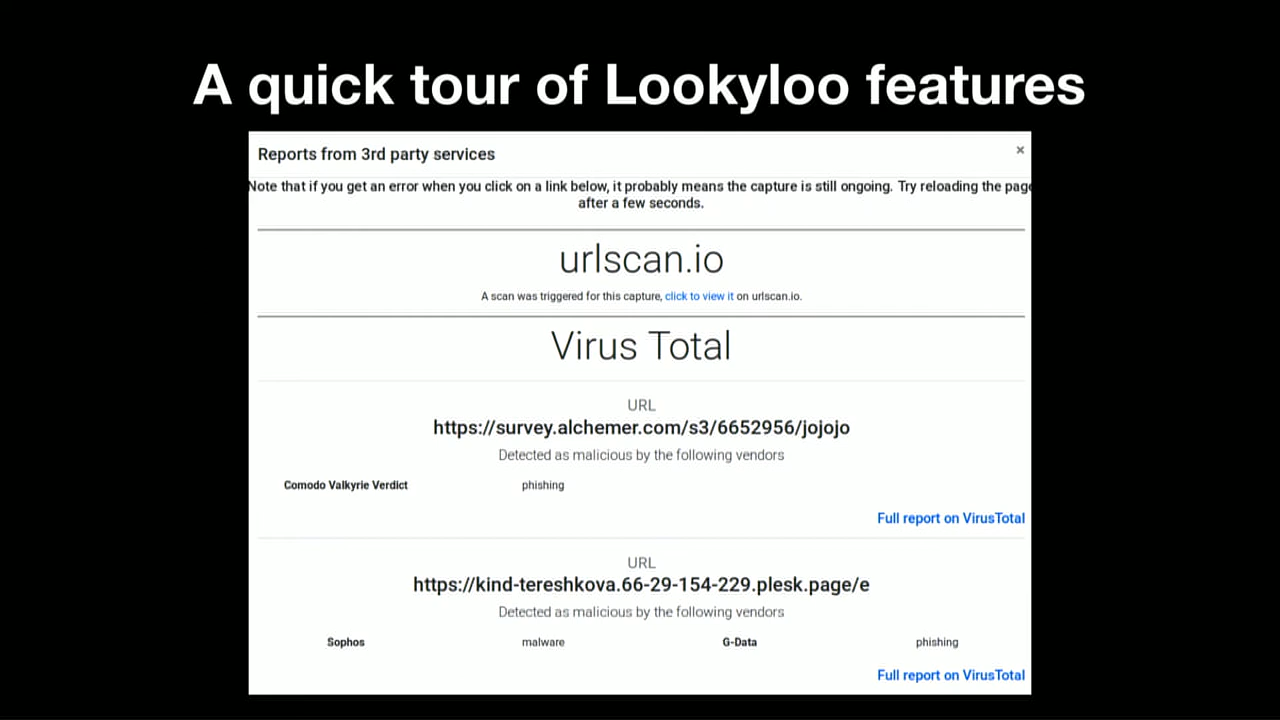 A quick tour of Lookyloo features
Reports from 3rd party services ×
Note that if you get an error when you click on a link below, it probably means the capture is still ongoing. Try reloading the page
after a few seconds.
urlscan.io
A scan was triggered for this capture, click to view it on urlscan.io.
Virus Total
URL
https://survey.alchemer.com/s3/6652956/jojojo
Detected as malicious by the following vendors
Comodo Valkyrie Verdict phishing
Full report on VirusTotal
URL
https://kind-tereshkova.66-29-154-229.plesk.page/e
Detected as malicious by the following vendors
Sophos malware G-Data phishing
Full report on VirusTotal